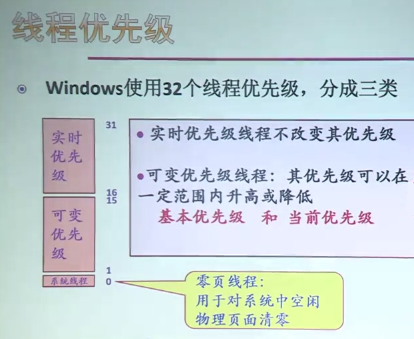 线程优先级
Windows使用32个线程优先级，分成三类
31
实时
优先
级
16
15
可变
优先
级
1
系统线程
0
实时优先级线程不改变其优先级
可变优先级线程：其优先级可以在
一定范围内升高或降低
基本优先级 和 当前优先级
零页线程：
用于对系统中空闲
物理页面清零